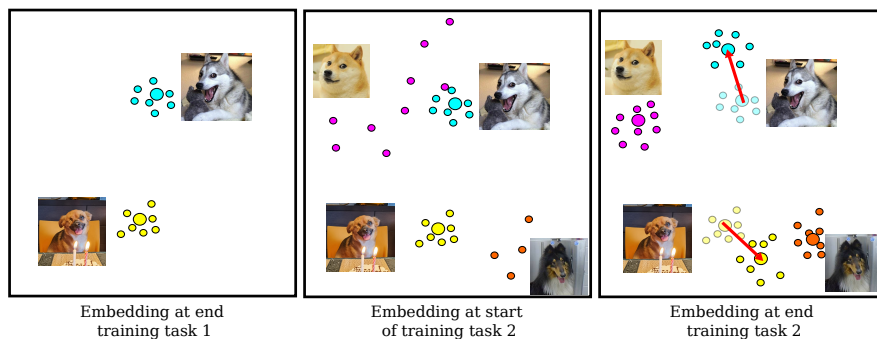 Embedding at end
training task 1
Embedding at start
of training task 2
Embedding at end
training task 2